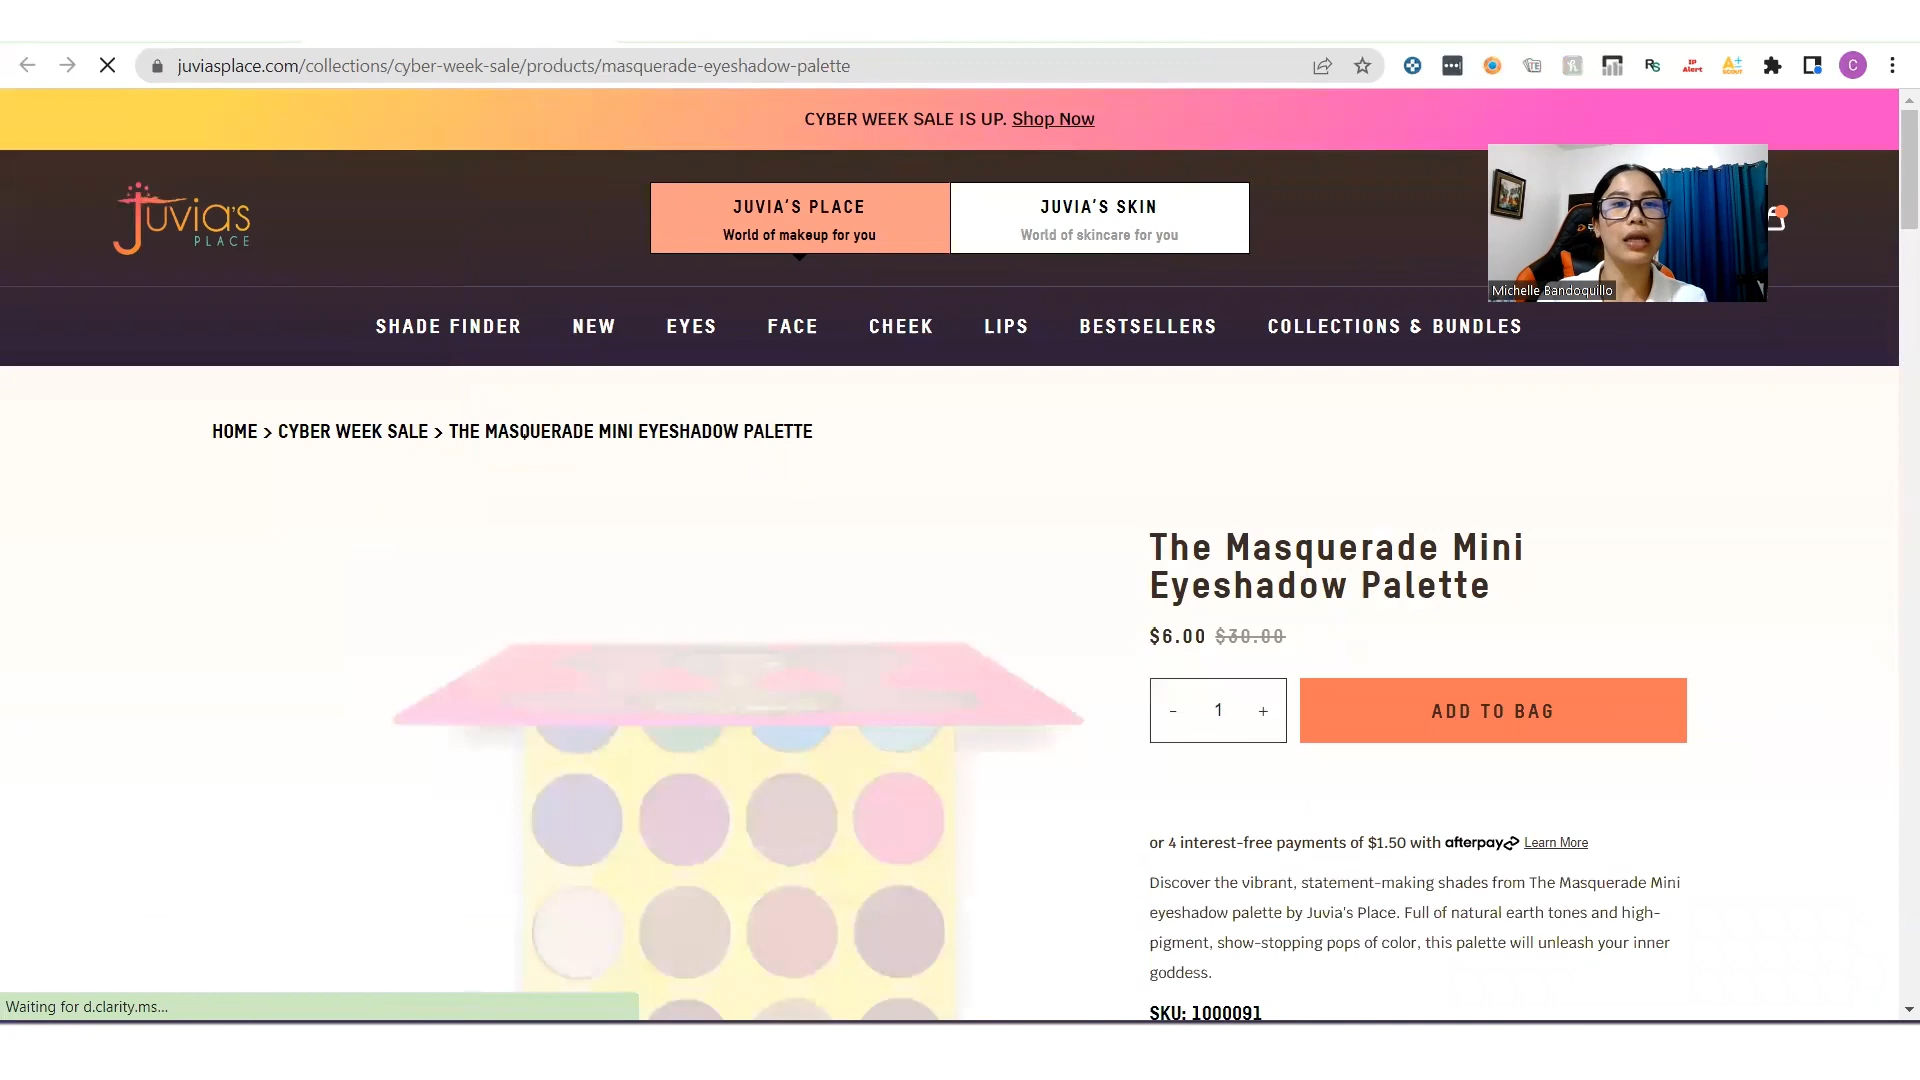 juviasplace.com/collections/cyber-week-sale/products/masquerade-eyeshadow-palette
CYBER WEEK SALE IS UP. Shop Now
Juvia's
PLACE
JUVIA'S PLACE
World of makeup for you
JUVIA'S SKIN
World of skincare for you
Michelle Bandoquillo
SHADE FINDER
NEW
EYES
FACE
CHEEK
LIPS
BESTSELLERS
COLLECTIONS & BUNDLES
HOME > CYBER WEEK SALE > THE MASQUERADE MINI EYESHADOW PALETTE
The Masquerade Mini
Eyeshadow Palette
$6.00 $30.00
- 1 +
ADD TO BAG
or 4 interest-free payments of $1.50 with afterpay Learn More
Discover the vibrant, statement-making shades from The Masquerade Mini
eyeshadow palette by Juvia's Place. Full of natural earth tones and high-
pigment, show-stopping pops of color, this palette will unleash your inner
goddess.
SKU: 1000091
Waiting for d.clarity.ms...